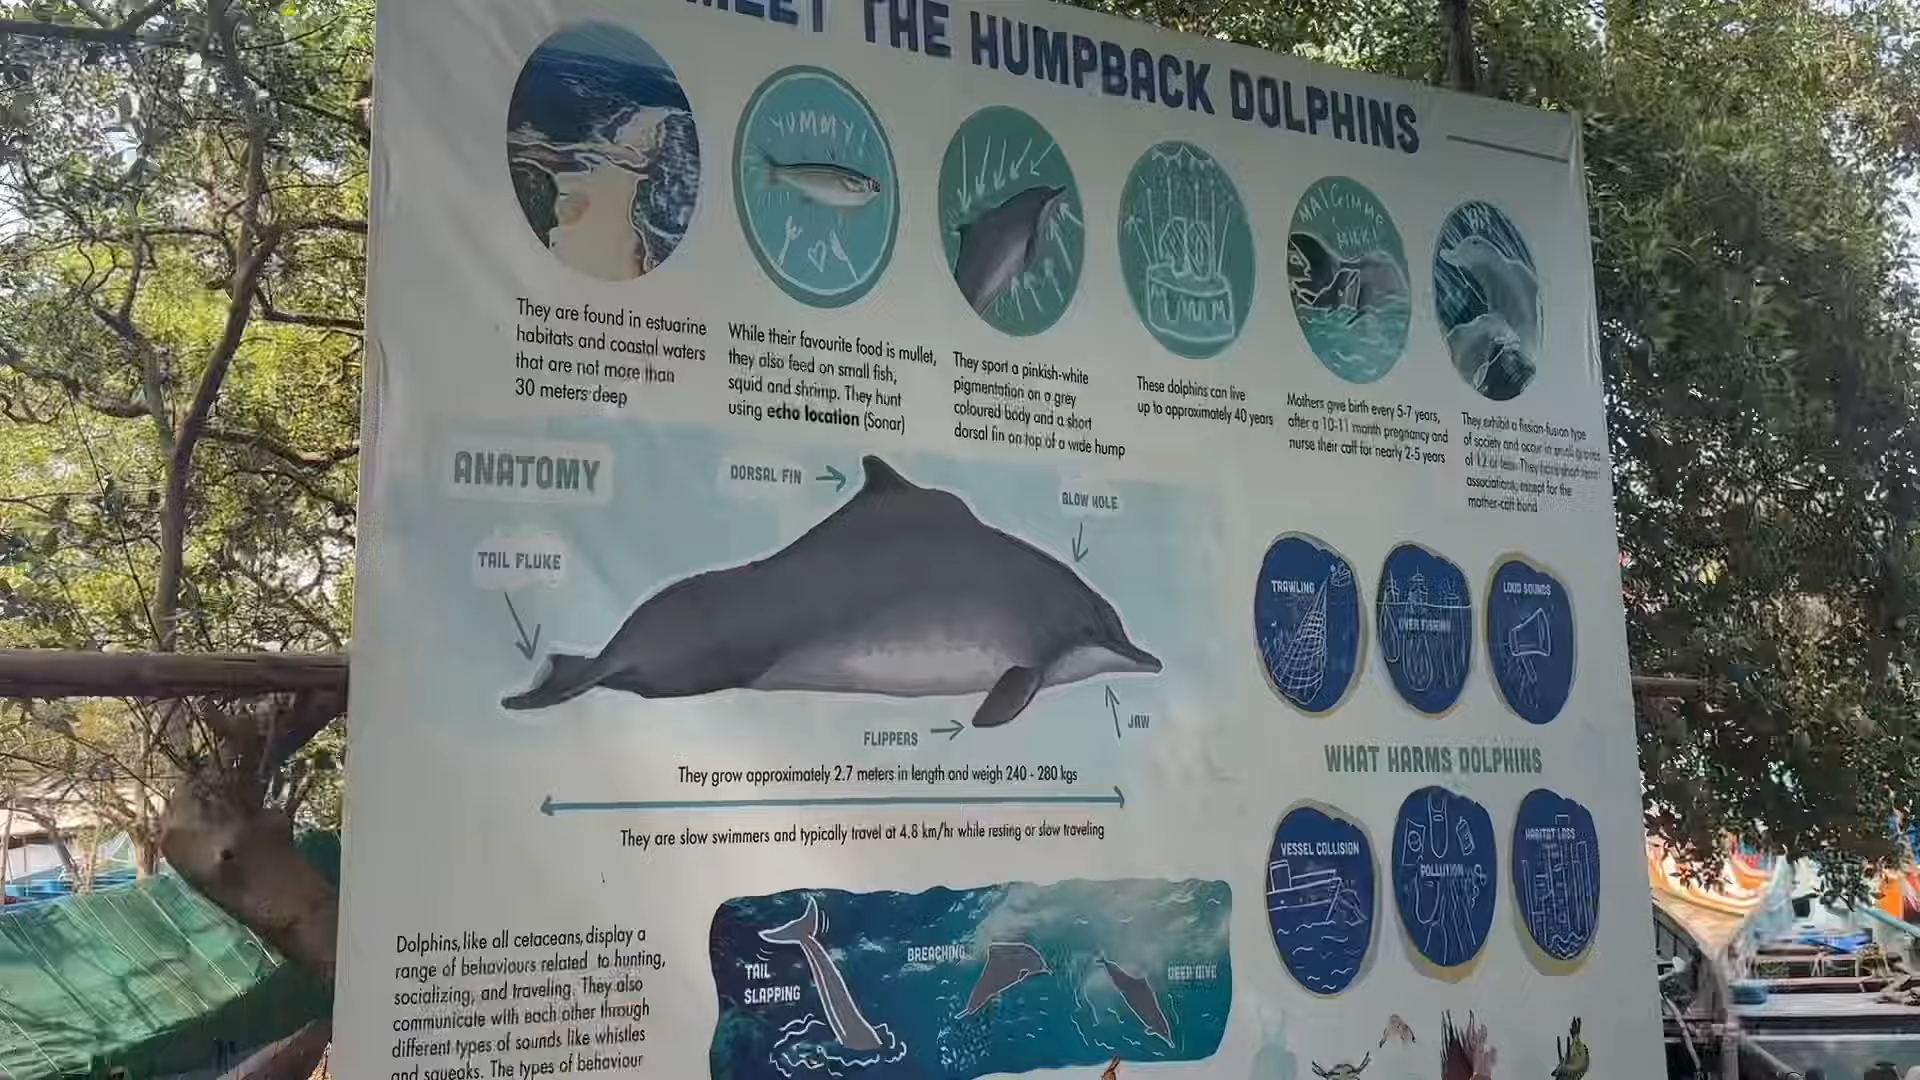 MEET THE HUMPBACK DOLPHINS
YUMMY!
They are found in estuarine
habitats and coastal waters
that are not more than
30 meters deep
While their favourite food is mullet,
they also feed on small fish,
squid and shrimp. They hunt
using echo location (Sonar)
They sport a pinkish-white
pigmentation on a grey
coloured body and a short
dorsal fin on top of a wide hump
These dolphins can live
up to approximately 40 years
Mothers give birth every 5-7 years,
after a 10-11 month pregnancy and
nurse their calf for nearly 2-5 years
They exhibit a fission-fusion type
of society and occur in small groups
of 12 or less. They have short
associations, except for the
mother-calf bond
ANATOMY
DORSAL FIN
BLOW HOLE
TAIL FLUKE
FLIPPERS
JAW
They grow approximately 2.7 meters in length and weigh 240 - 280 kgs
They are slow swimmers and typically travel at 4.8 km/hr while resting or slow traveling
TRAWLING
OVER FISHING
LOUD SOUNDS
WHAT HARMS DOLPHINS
VESSEL COLLISION
POLLUTION
HABITAT LOSS
Dolphins, like all cetaceans, display a
range of behaviours related to hunting,
socializing, and traveling. They also
communicate with each other through
different types of sounds like whistles
and squeaks. The types of behaviour
TAIL
SLAPPING
BREACHING
DEEP DIVE